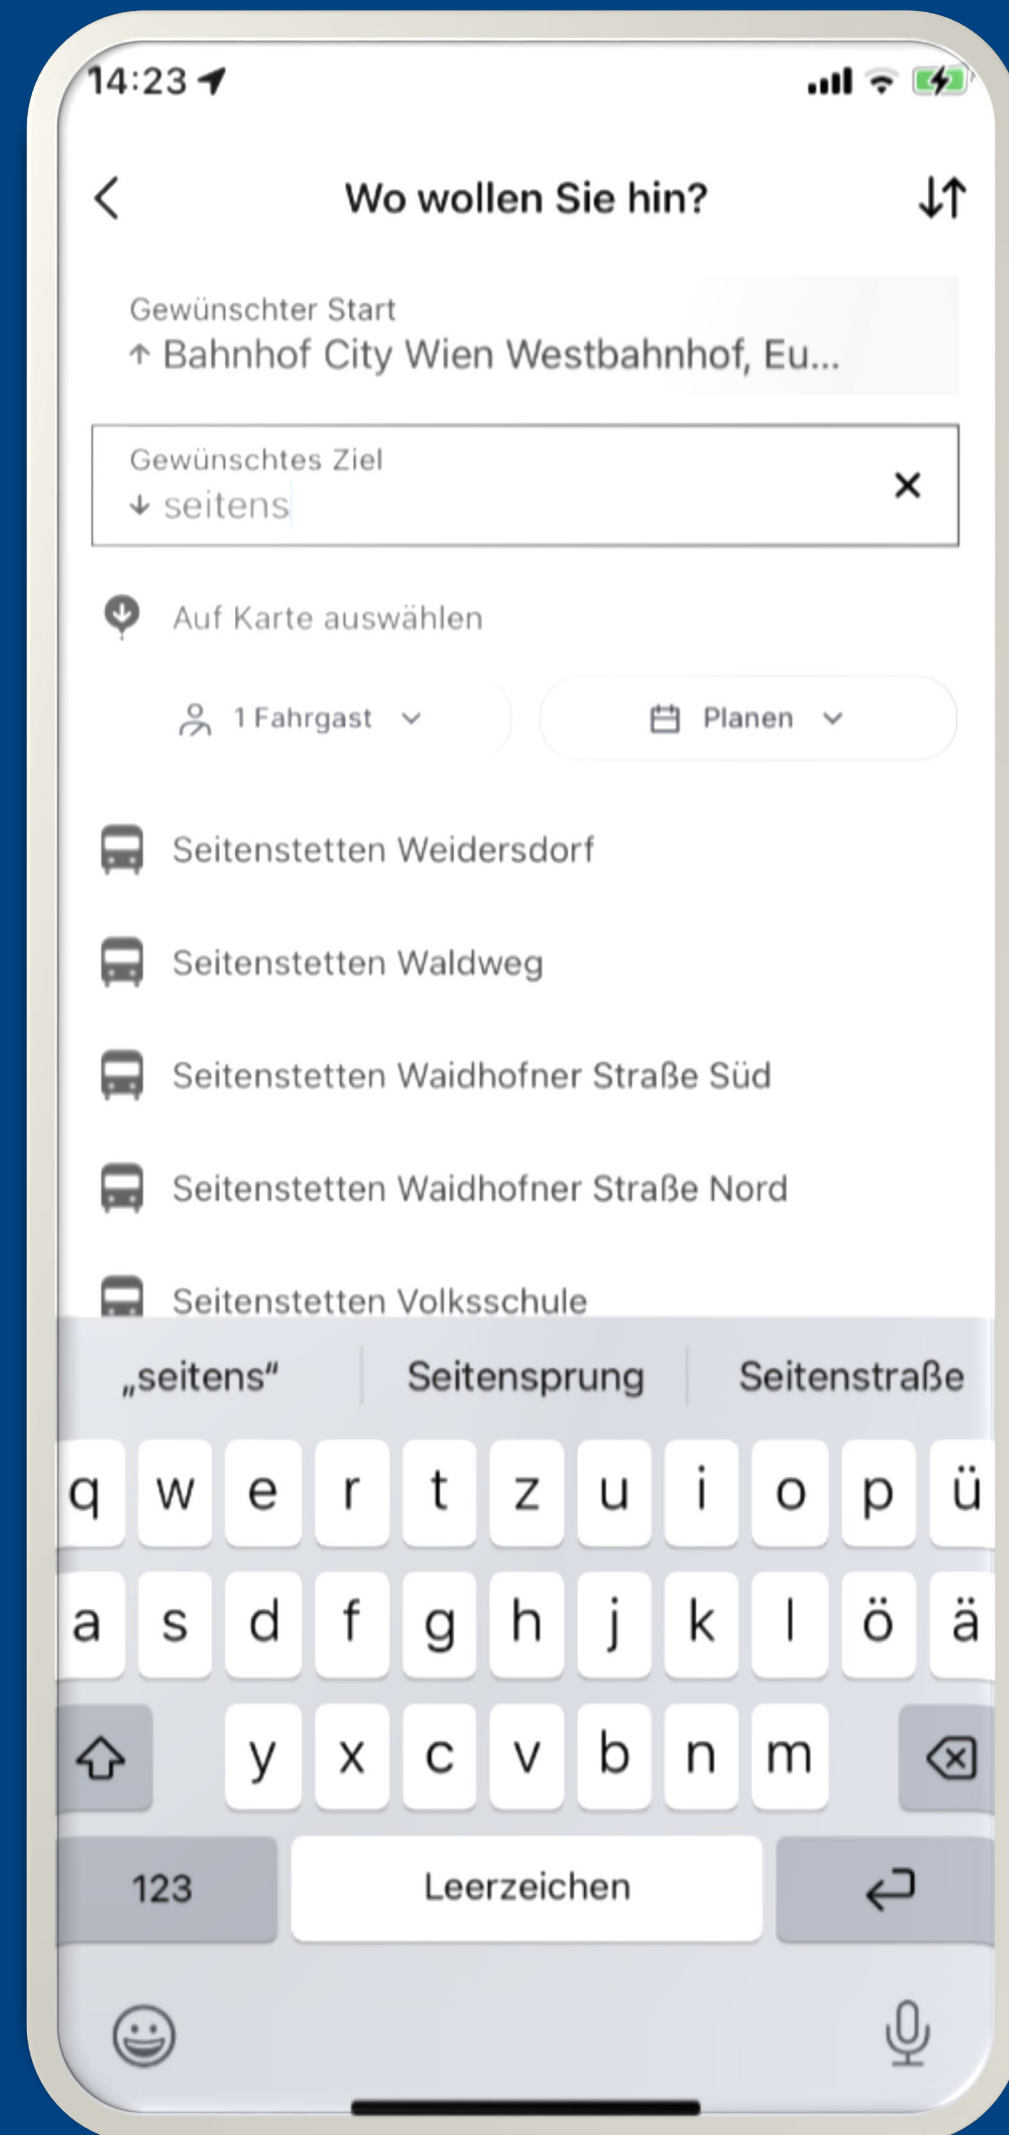 14:23
Wo wollen Sie hin?
Gewünschter Start
Bahnhof City Wien Westbahnhof, Eu...
Gewünschtes Ziel
seitens
Auf Karte auswählen
1 Fahrgast
Planen
Seitenstetten Weidersdorf
Seitenstetten Waldweg
Seitenstetten Waidhofner Straße Süd
Seitenstetten Waidhofner Straße Nord
Seitenstetten Volksschule
„seitens“ Seitensprung Seitenstraße
q w e r t z u i o p ü
a s d f g h j k l ö ä
y x c v b n m
123 Leerzeichen